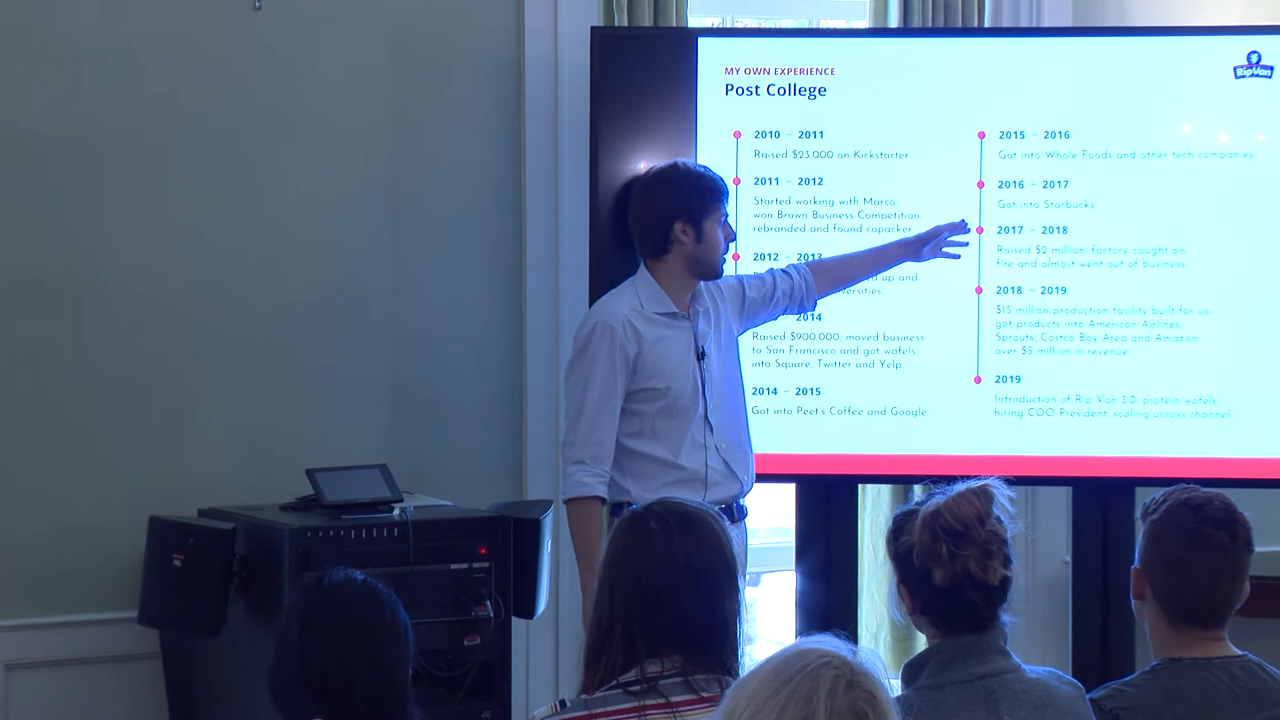 MY OWN EXPERIENCE
Post College
Rip Van
2010 - 2011
Raised $23,000 on Kickstarter
2011 - 2012
Started working with Marco,
won Brown Business Competition,
rebranded and found copacker
2012 - 2013
up and
2014
Raised $900,000, moved business
to San Francisco and got wafels
into Square, Twitter and Yelp
2014 - 2015
Got into Peet's Coffee and Google
2015 - 2016
Got into Whole Foods and other tech companies
2016 - 2017
Got into Starbucks
2017 - 2018
Raised $2 million; factory caught on
fire and almost went out of business
2018 - 2019
$15 million production facility built for us;
got products into American Airlines,
Sprouts, Costco Bay Area and Amazon;
over $5 million in revenue.
2019
Introduction of Rip Van 3.0, protein wafels,
hiring COO President, scaling across channel